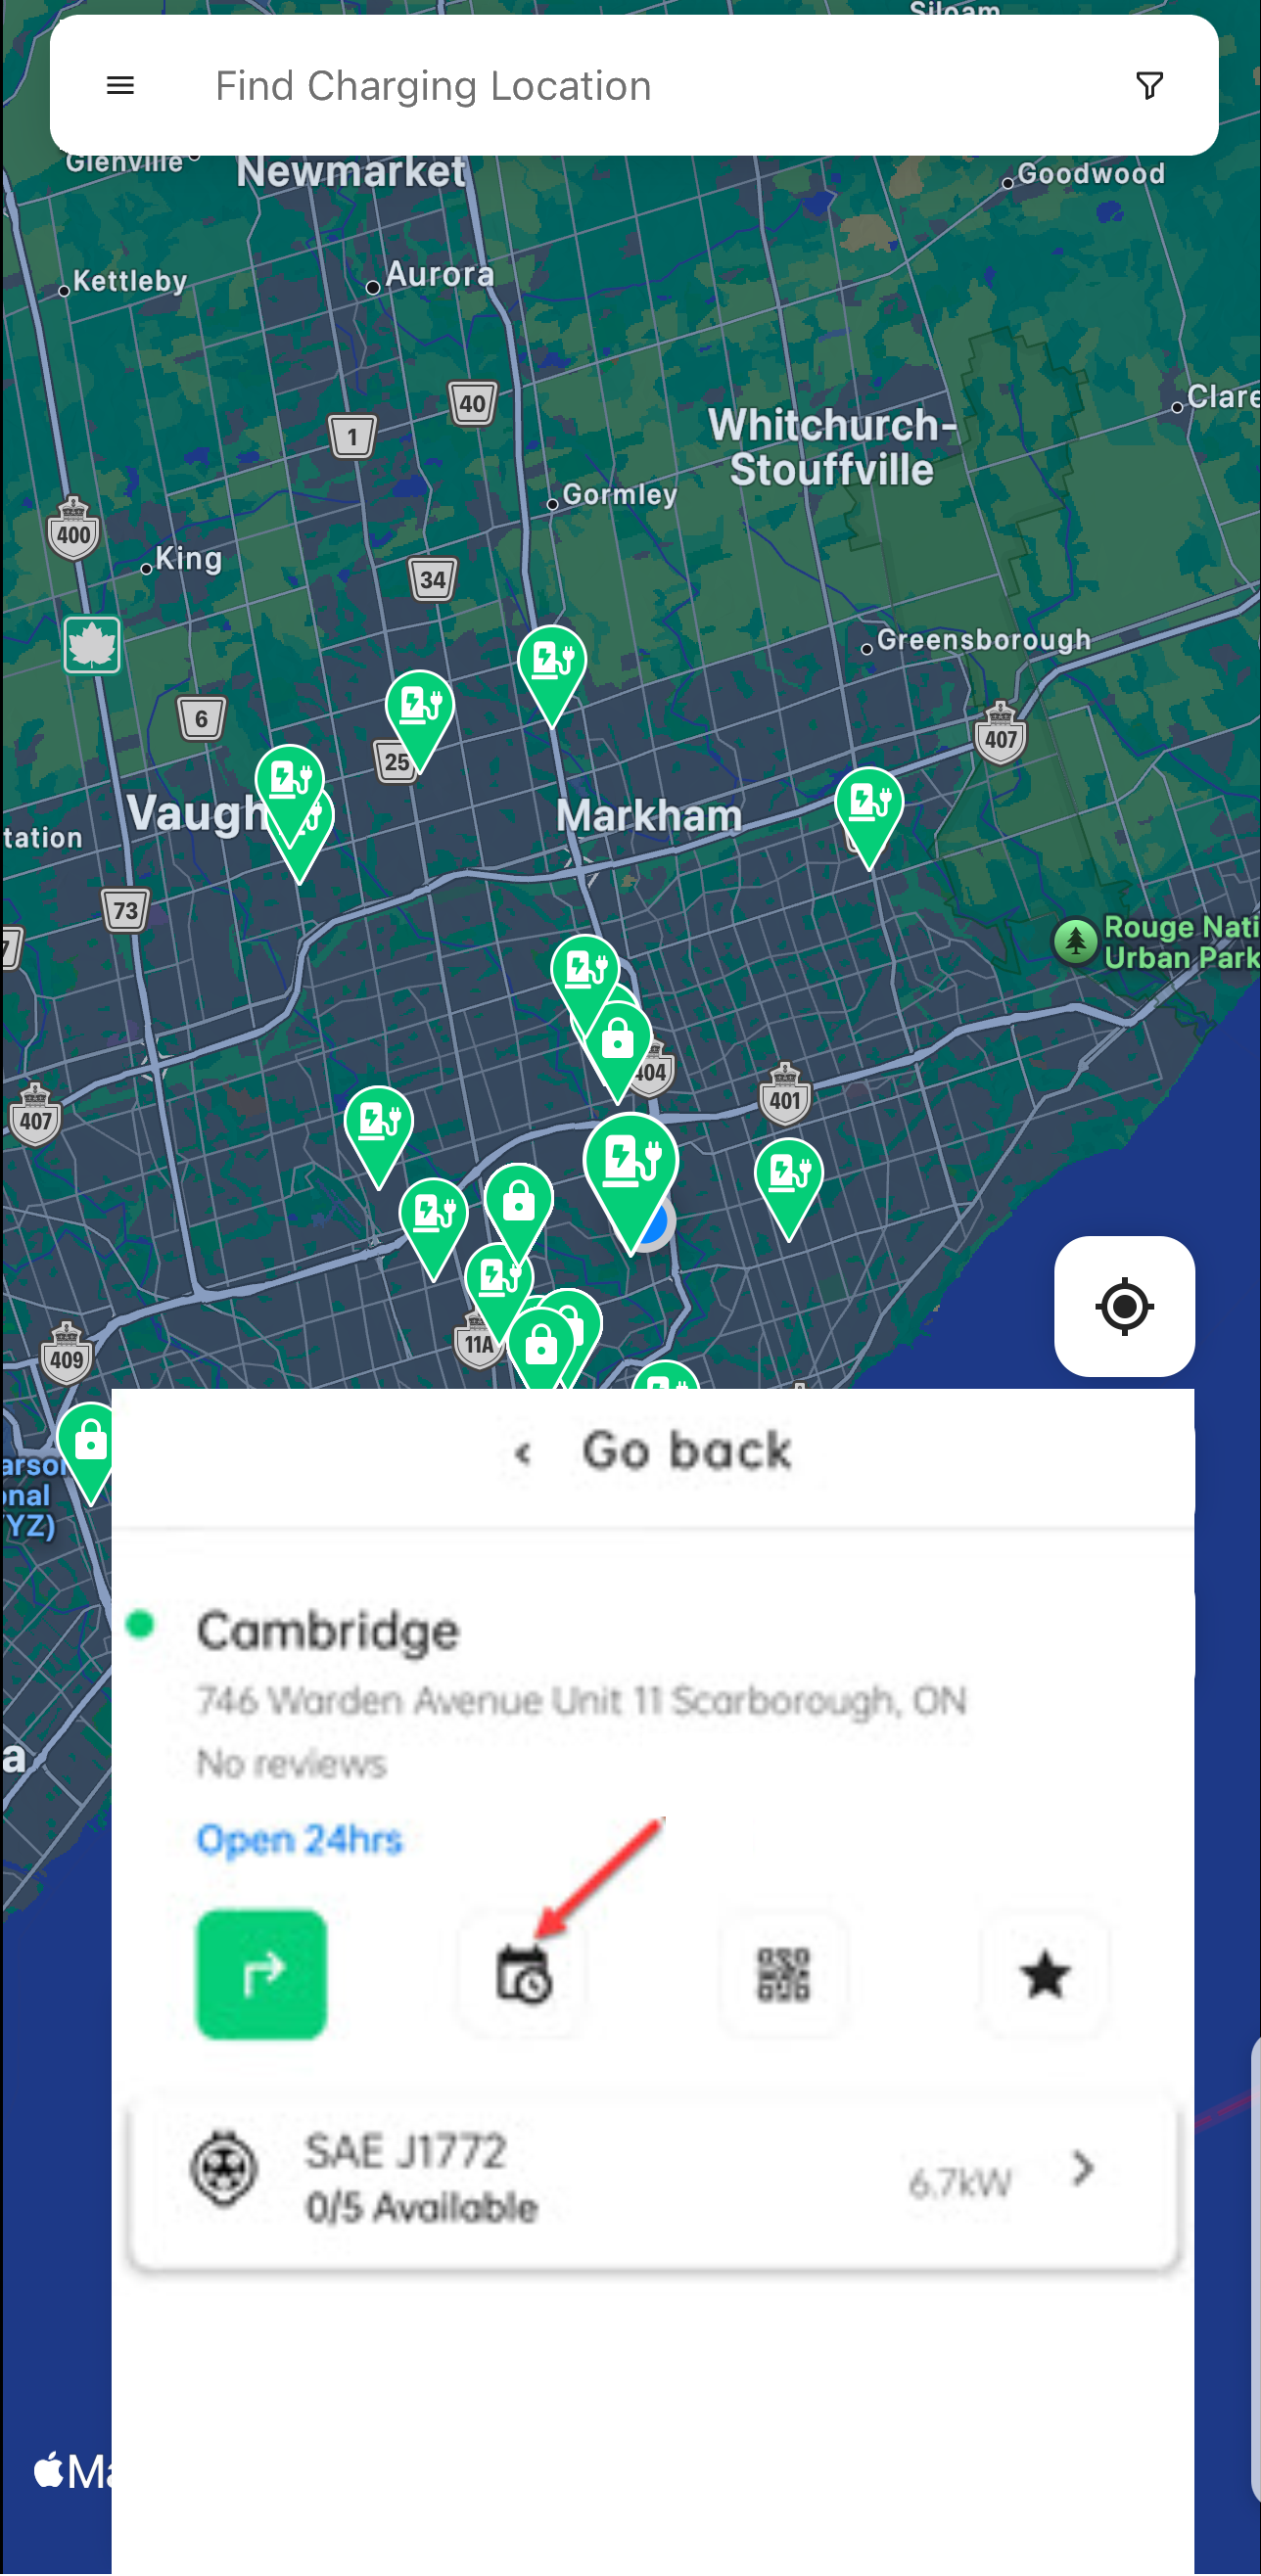 Siloam
Find Charging Location
Glenville
Newmarket
Goodwood
Kettleby
Aurora
40
1
Clare
Whitchurch-
Stouffville
Gormley
400
King
34
Greensborough
6
407
25
Vaugh
Markham
tation
73
7
Rouge Nati
Urban Park
404
401
407
11A
409
arson
onal
YZ)
a
Go back
Cambridge
746 Warden Avenue Unit 11 Scarborough, ON
No reviews
Open 24hrs
SAE J1772
0/5 Available
6.7kW
Ma